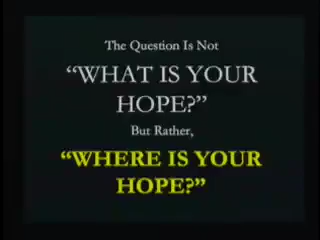 The Question Is Not
“WHAT IS YOUR
HOPE?”
But Rather,
“WHERE IS YOUR
HOPE?”